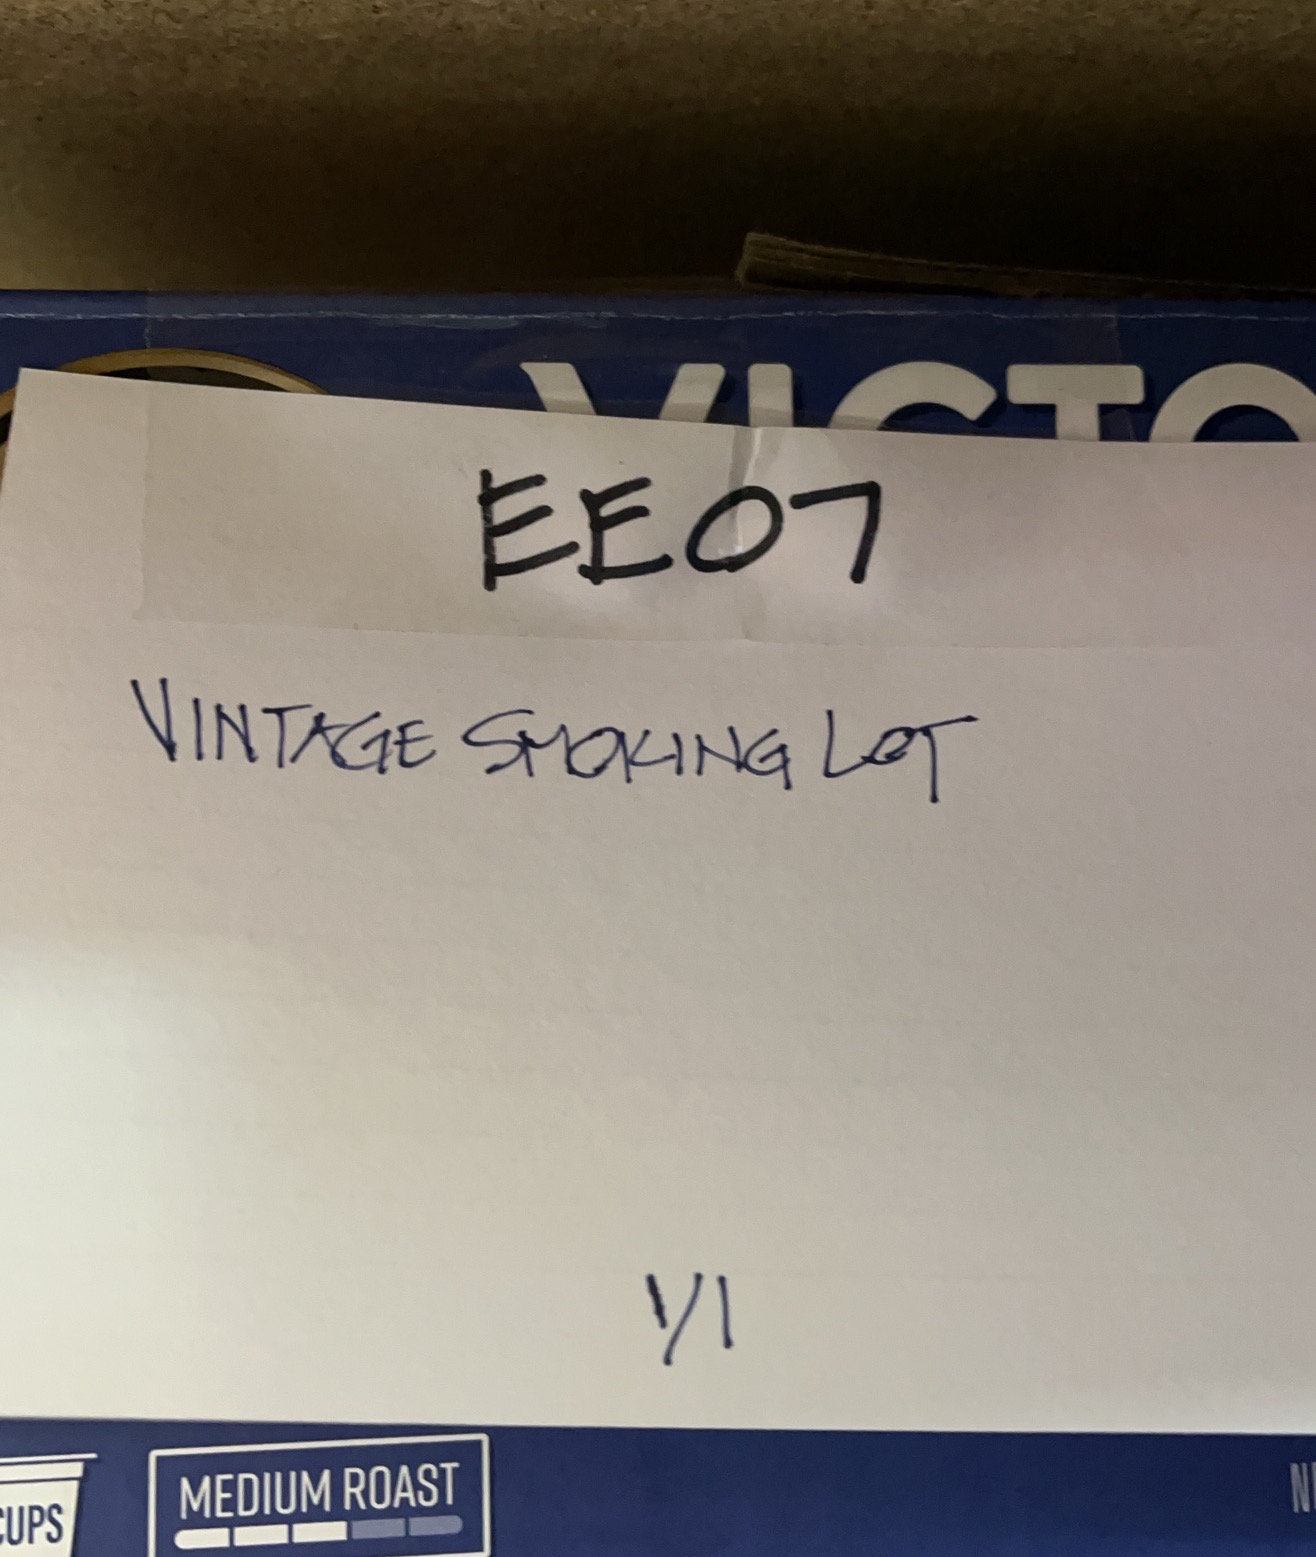 EE07
VINTAGE SMOKING LOT
1/1
CUPS
MEDIUM ROAST